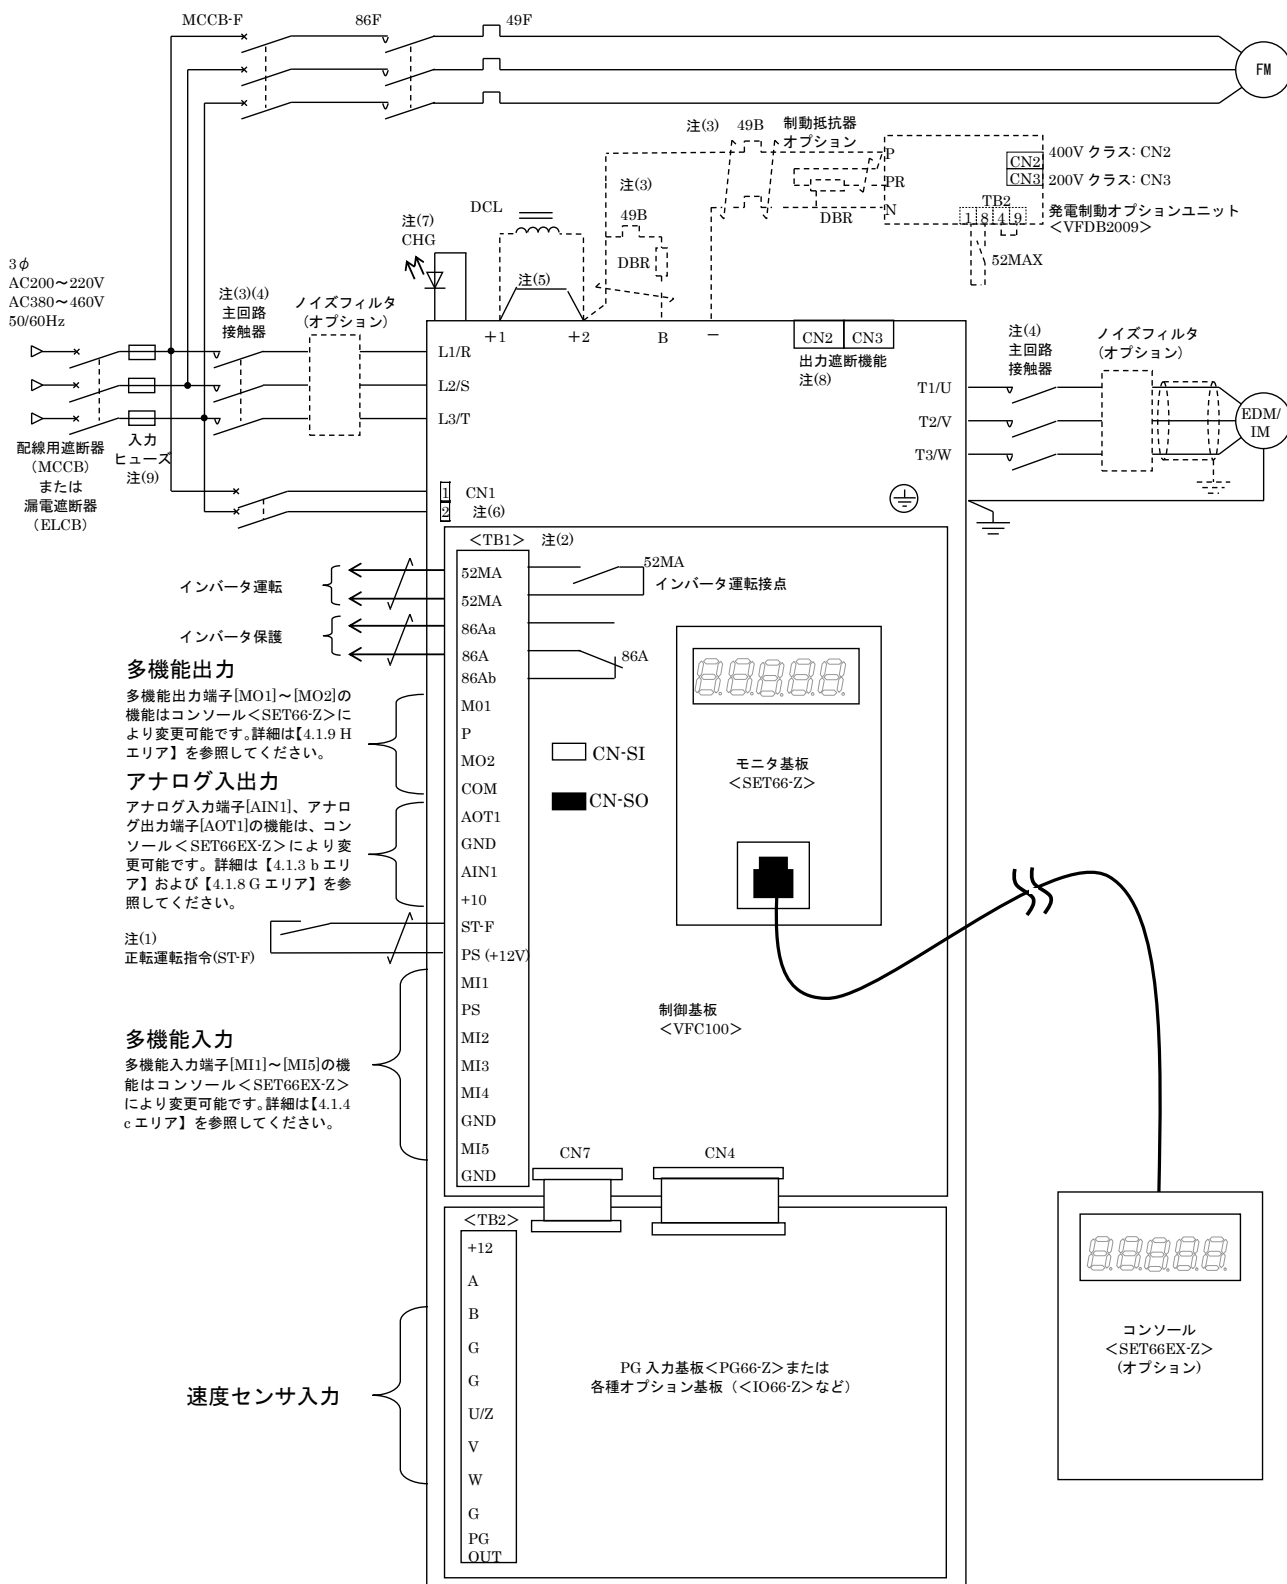 MCCB-F
86F
49F
FM
注(3)
49B
制動抵抗器
オプション
P
PR
N
DBR
CN2
CN3
400V クラス: CN2
200V クラス: CN3
TB2
1 8 4 9
発電制動オプションユニット
＜VFDB2009＞
52MAX
注(3)
49B
DBR
DCL
注(5)
注(7)
CHG
3φ
AC200～220V
AC380～460V
50/60Hz
注(3)(4)
主回路
接触器
ノイズフィルタ
(オプション)
+1
+2
B
－
CN2
CN3
出力遮断機能
注(8)
L1/R
L2/S
L3/T
T1/U
T2/V
T3/W
注(4)
主回路
接触器
ノイズフィルタ
(オプション)
EDM/
IM
配線用遮断器
（MCCB）
または
漏電遮断器
（ELCB）
入力
ヒューズ
注(9)
1
2
CN1
注(6)
＜TB1＞
注(2)
52MA
52MA
86Aa
86A
86Ab
M01
P
MO2
COM
AOT1
GND
AIN1
+10
ST-F
PS (+12V)
MI1
PS
MI2
MI3
MI4
GND
MI5
GND
52MA
インバータ運転接点
86A
インバータ運転
インバータ保護
多機能出力
多機能出力端子[MO1]～[MO2]の
機能はコンソール＜SET66-Z＞に
より変更可能です。詳細は【4.1.9 H
エリア】を参照してください。
アナログ入出力
アナログ入力端子[AIN1]、アナロ
グ出力端子[AOT1]の機能は、コン
ソール＜SET66EX-Z＞により変
更可能です。詳細は【4.1.3 b エリ
ア】および【4.1.8 G エリア】を参
照してください。
注(1)
正転運転指令(ST-F)
多機能入力
多機能入力端子[MI1]～[MI5]の機
能はコンソール＜SET66EX-Z＞
により変更可能です。詳細は【4.1.4
c エリア】を参照してください。
CN-SI
CN-SO
88888
モニタ基板
＜SET66-Z＞
制御基板
＜VFC100＞
CN7
CN4
＜TB2＞
+12
A
B
G
G
U/Z
V
W
G
PG
OUT
速度センサ入力
PG 入力基板＜PG66-Z＞または
各種オプション基板（＜IO66-Z＞など）
88888
コンソール
＜SET66EX-Z＞
(オプション)